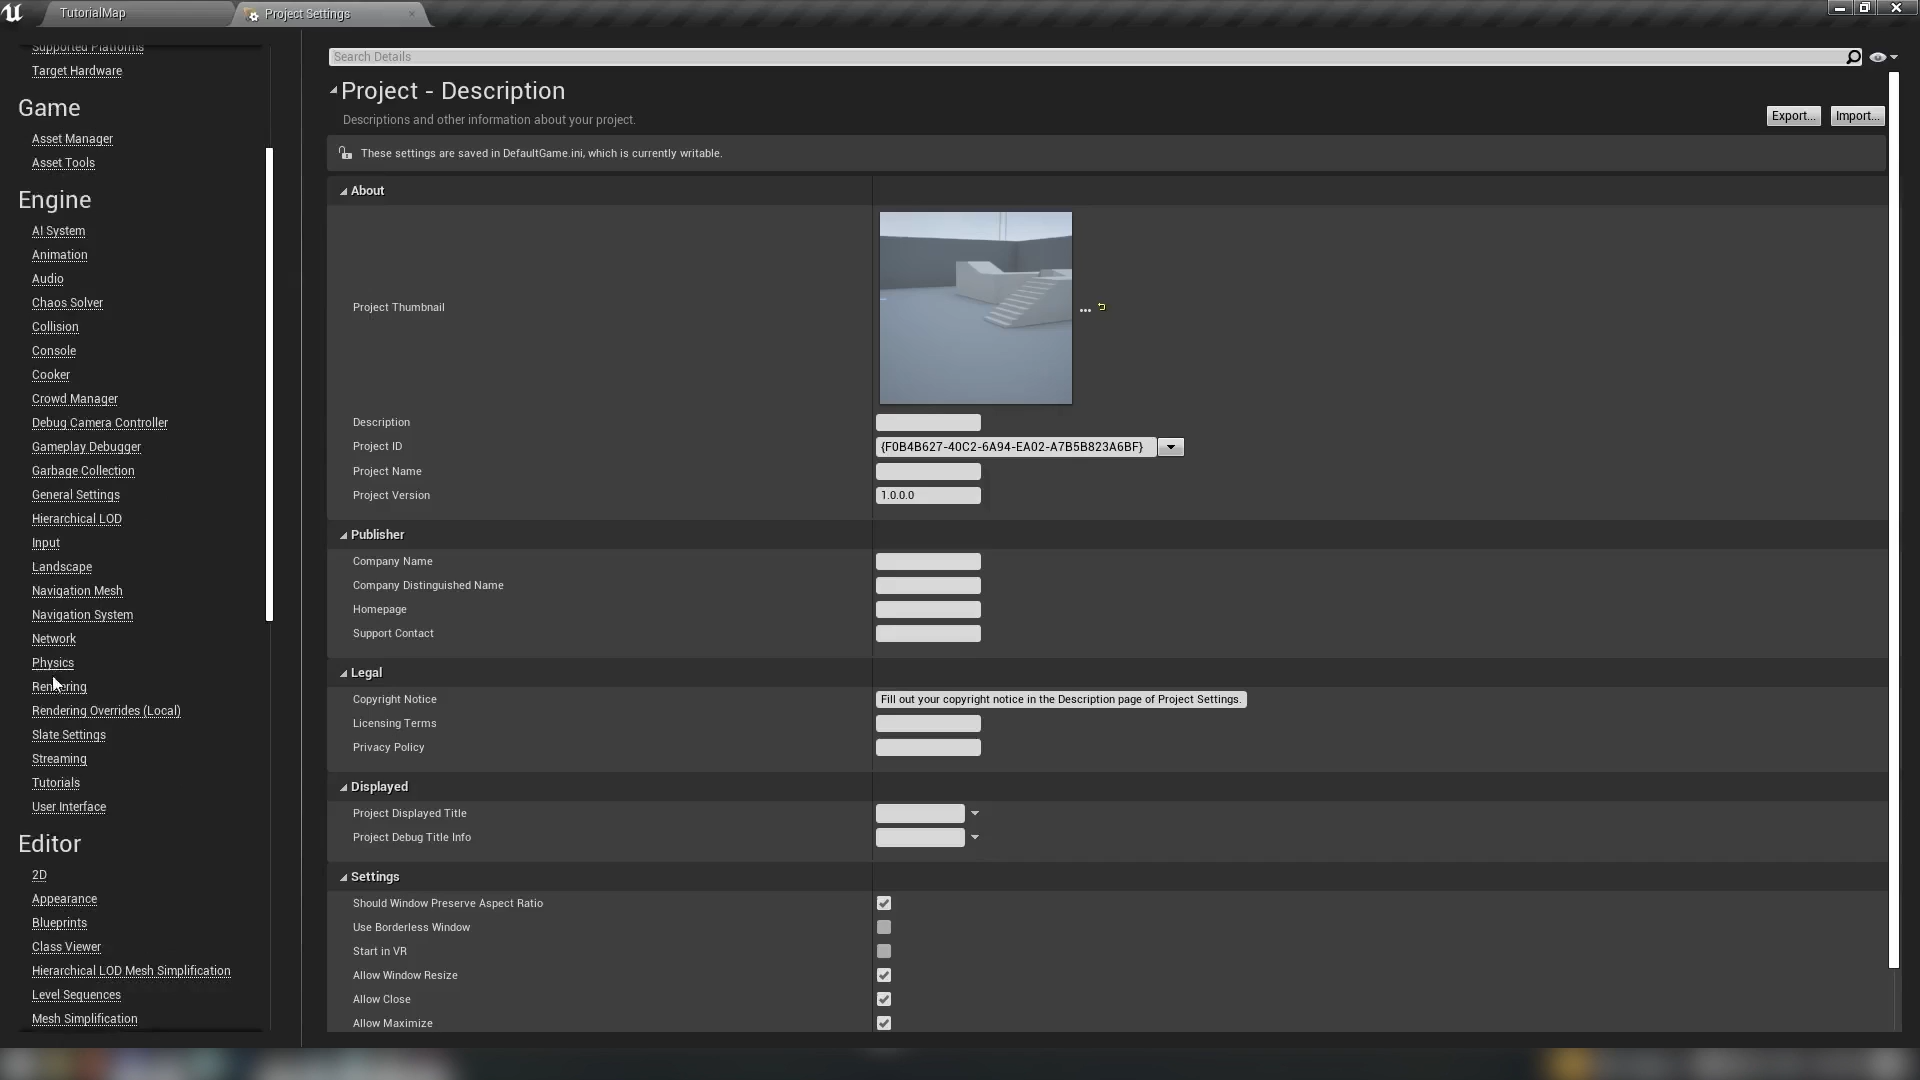 TutorialMap
Project Settings
Supported Platforms
Target Hardware
Game
Asset Manager
Asset Tools
Engine
AI System
Animation
Audio
Chaos Solver
Collision
Console
Cooker
Crowd Manager
Debug Camera Controller
Gameplay Debugger
Garbage Collection
General Settings
Hierarchical LOD
Input
Landscape
Navigation Mesh
Navigation System
Network
Physics
Rendering
Rendering Overrides (Local)
Slate Settings
Streaming
Tutorials
User Interface
Editor
2D
Appearance
Blueprints
Class Viewer
Hierarchical LOD Mesh Simplification
Level Sequences
Mesh Simplification
Search Details
Project - Description
Descriptions and other information about your project.
Export...
Import...
These settings are saved in DefaultGame.ini, which is currently writable.
About
Project Thumbnail
...
Description
Project ID
{F0B4B627-40C2-6A94-EA02-A7B5B823A6BF}
Project Name
Project Version
1.0.0.0
Publisher
Company Name
Company Distinguished Name
Homepage
Support Contact
Legal
Copyright Notice
Fill out your copyright notice in the Description page of Project Settings.
Licensing Terms
Privacy Policy
Displayed
Project Displayed Title
Project Debug Title Info
Settings
Should Window Preserve Aspect Ratio
Use Borderless Window
Start in VR
Allow Window Resize
Allow Close
Allow Maximize